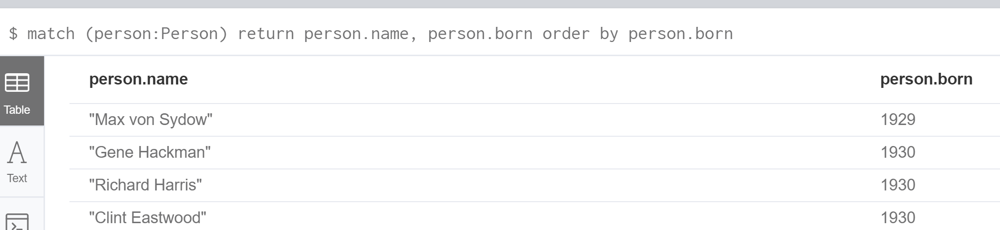 $ match (person:Person) return person.name, person.born order by person.born
person.name person.born
Table
"Max von Sydow" 1929
"Gene Hackman" 1930
Text
"Richard Harris" 1930
"Clint Eastwood" 1930